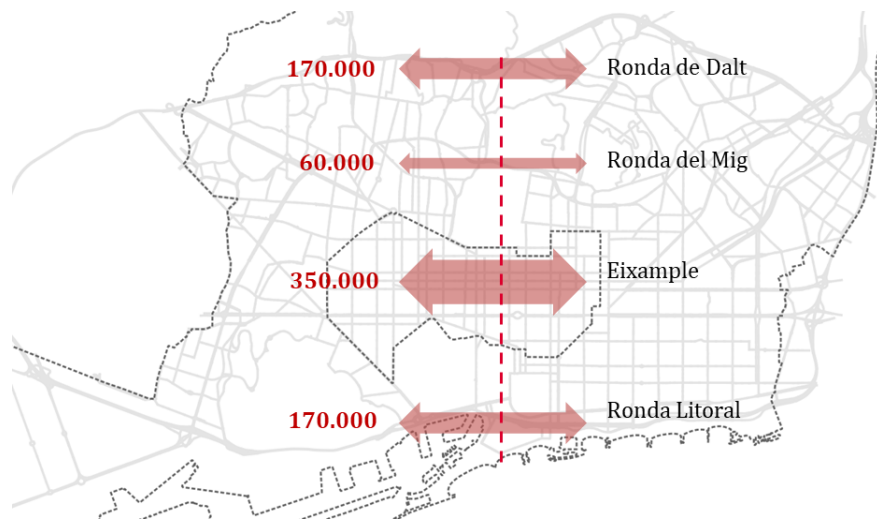 170.000 Ronda de Dalt
60.000 Ronda del Mig
350.000 Eixample
170.000 Ronda Litoral